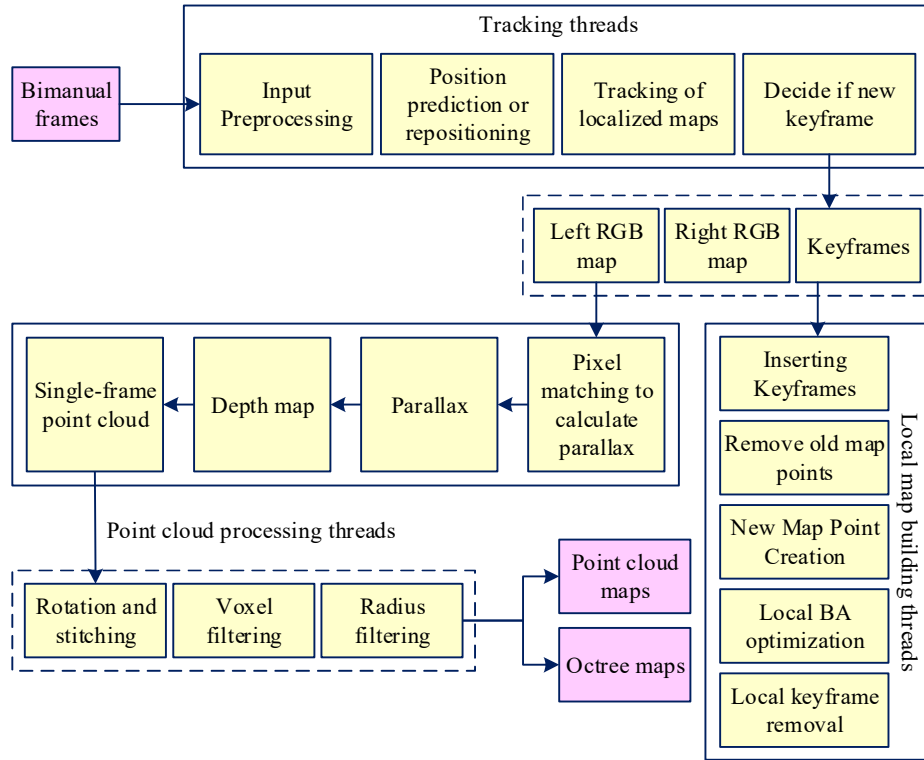 Tracking threads
Bimanual
frames
Input
Preprocessing
Position
prediction or
repositioning
Tracking of
localized maps
Decide if new
keyframe
Left RGB
map
Right RGB
map
Keyframes
Single-frame
point cloud
Depth map
Parallax
Pixel
matching to
calculate
parallax
Inserting
Keyframes
Remove old map
points
New Map Point
Creation
Local BA
optimization
Local keyframe
removal
Local map building threads
Point cloud processing threads
Rotation and
stitching
Voxel
filtering
Radius
filtering
Point cloud
maps
Octree maps